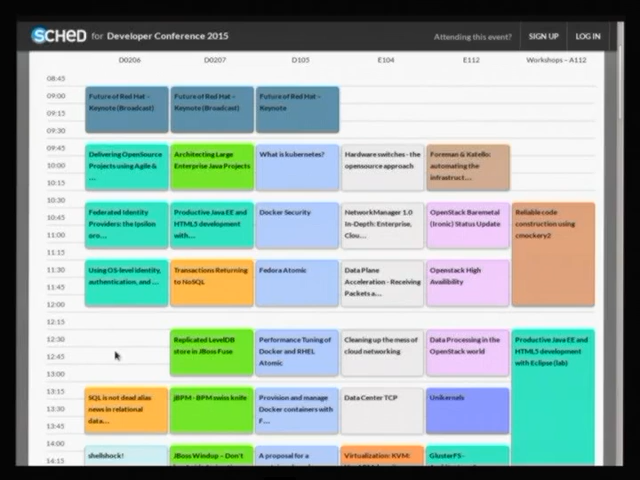 SCHED for Developer Conference 2015
Attending this event? SIGN UP LOG IN
D0206 D0207 D105 E104 E112 Workshops - A112
08:45
09:00
09:15
09:30
09:45
10:00
10:15
10:30
10:45
11:00
11:15
11:30
11:45
12:00
12:15
12:30
12:45
13:00
13:15
13:30
13:45
14:00
14:15
Future of Red Hat -
Keynote (Broadcast)
Future of Red Hat -
Keynote (Broadcast)
Future of Red Hat -
Keynote
Delivering OpenSource
Projects using Agile &
...
Architecting Large
Enterprise Java Projects
What is kubernetes?
Hardware switches - the
opensource approach
Foreman & Katello:
automating the
infrastruct...
Federated Identity
Providers: the Ipsilon
pro...
Productive Java EE and
HTML5 development
with...
Docker Security
NetworkManager 1.0
In-Depth: Enterprise,
Clou...
OpenStack Baremetal
(Ironic) Status Update
Reliable code
construction using
cmockery2
Using OS-level identity,
authentication, and ...
Transactions Returning
to NoSQL
Fedora Atomic
Data Plane
Acceleration - Receiving
Packets a...
Openstack High
Availibility
Replicated LevelDB
store in JBoss Fuse
Performance Tuning of
Docker and RHEL
Atomic
Cleaning up the mess of
cloud networking
Data Processing in the
OpenStack world
Productive Java EE and
HTML5 development
with Eclipse (lab)
SQL is not dead alias
news in relational
data...
jBPM - BPM swiss knife
Provision and manage
Docker containers with
F...
Data Center TCP
Unikernels
shellshock!
JBoss Windup - Don't
A proposal for a
Virtualization: KVM:
GlusterFS -